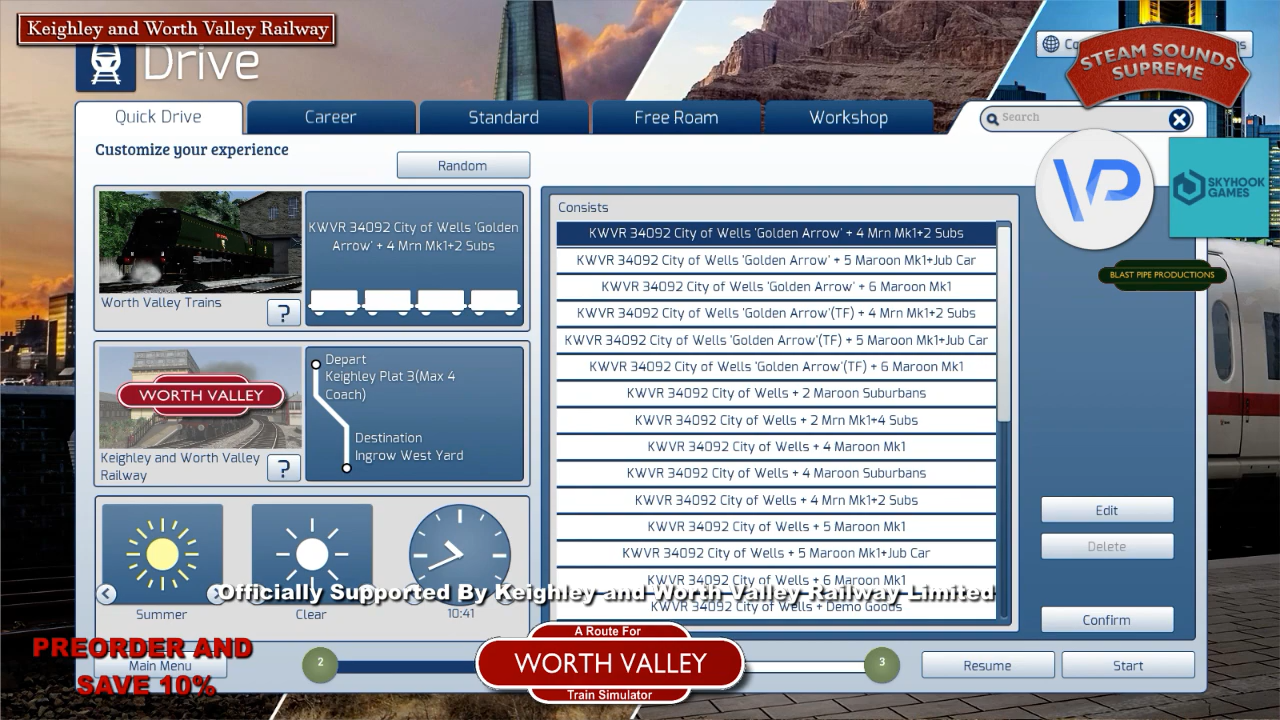 Keighley and Worth Valley Railway
Drive
STEAM SOUNDS
SUPREME
Quick Drive
Career
Standard
Free Roam
Workshop
Search
Customize your experience
Random
VP
SKYHOOK
GAMES
BLAST PIPE PRODUCTIONS
KWVR 34092 City of Wells 'Golden
Arrow' + 4 Mrn Mk1+2 Subs
Worth Valley Trains
?
WORTH VALLEY
Keighley and Worth Valley
Railway
?
Depart
Keighley Plat 3(Max 4
Coach)
Destination
Ingrow West Yard
Summer
Clear
10:41
Consists
KWVR 34092 City of Wells 'Golden Arrow' + 4 Mrn Mk1+2 Subs
KWVR 34092 City of Wells 'Golden Arrow' + 5 Maroon Mk1+Jub Car
KWVR 34092 City of Wells 'Golden Arrow' + 6 Maroon Mk1
KWVR 34092 City of Wells 'Golden Arrow'(TF) + 4 Mrn Mk1+2 Subs
KWVR 34092 City of Wells 'Golden Arrow'(TF) + 5 Maroon Mk1+Jub Car
KWVR 34092 City of Wells 'Golden Arrow'(TF) + 6 Maroon Mk1
KWVR 34092 City of Wells + 2 Maroon Suburbans
KWVR 34092 City of Wells + 2 Mrn Mk1+4 Subs
KWVR 34092 City of Wells + 4 Maroon Mk1
KWVR 34092 City of Wells + 4 Maroon Suburbans
KWVR 34092 City of Wells + 4 Mrn Mk1+2 Subs
KWVR 34092 City of Wells + 5 Maroon Mk1
KWVR 34092 City of Wells + 5 Maroon Mk1+Jub Car
KWVR 34092 City of Wells + 6 Maroon Mk1
KWVR 34092 City of Wells + Demo Goods
Edit
Delete
Confirm
Officially Supported By Keighley and Worth Valley Railway Limited
PREORDER AND
SAVE 10%
Main Menu
2
A Route For
WORTH VALLEY
Train Simulator
3
Resume
Start